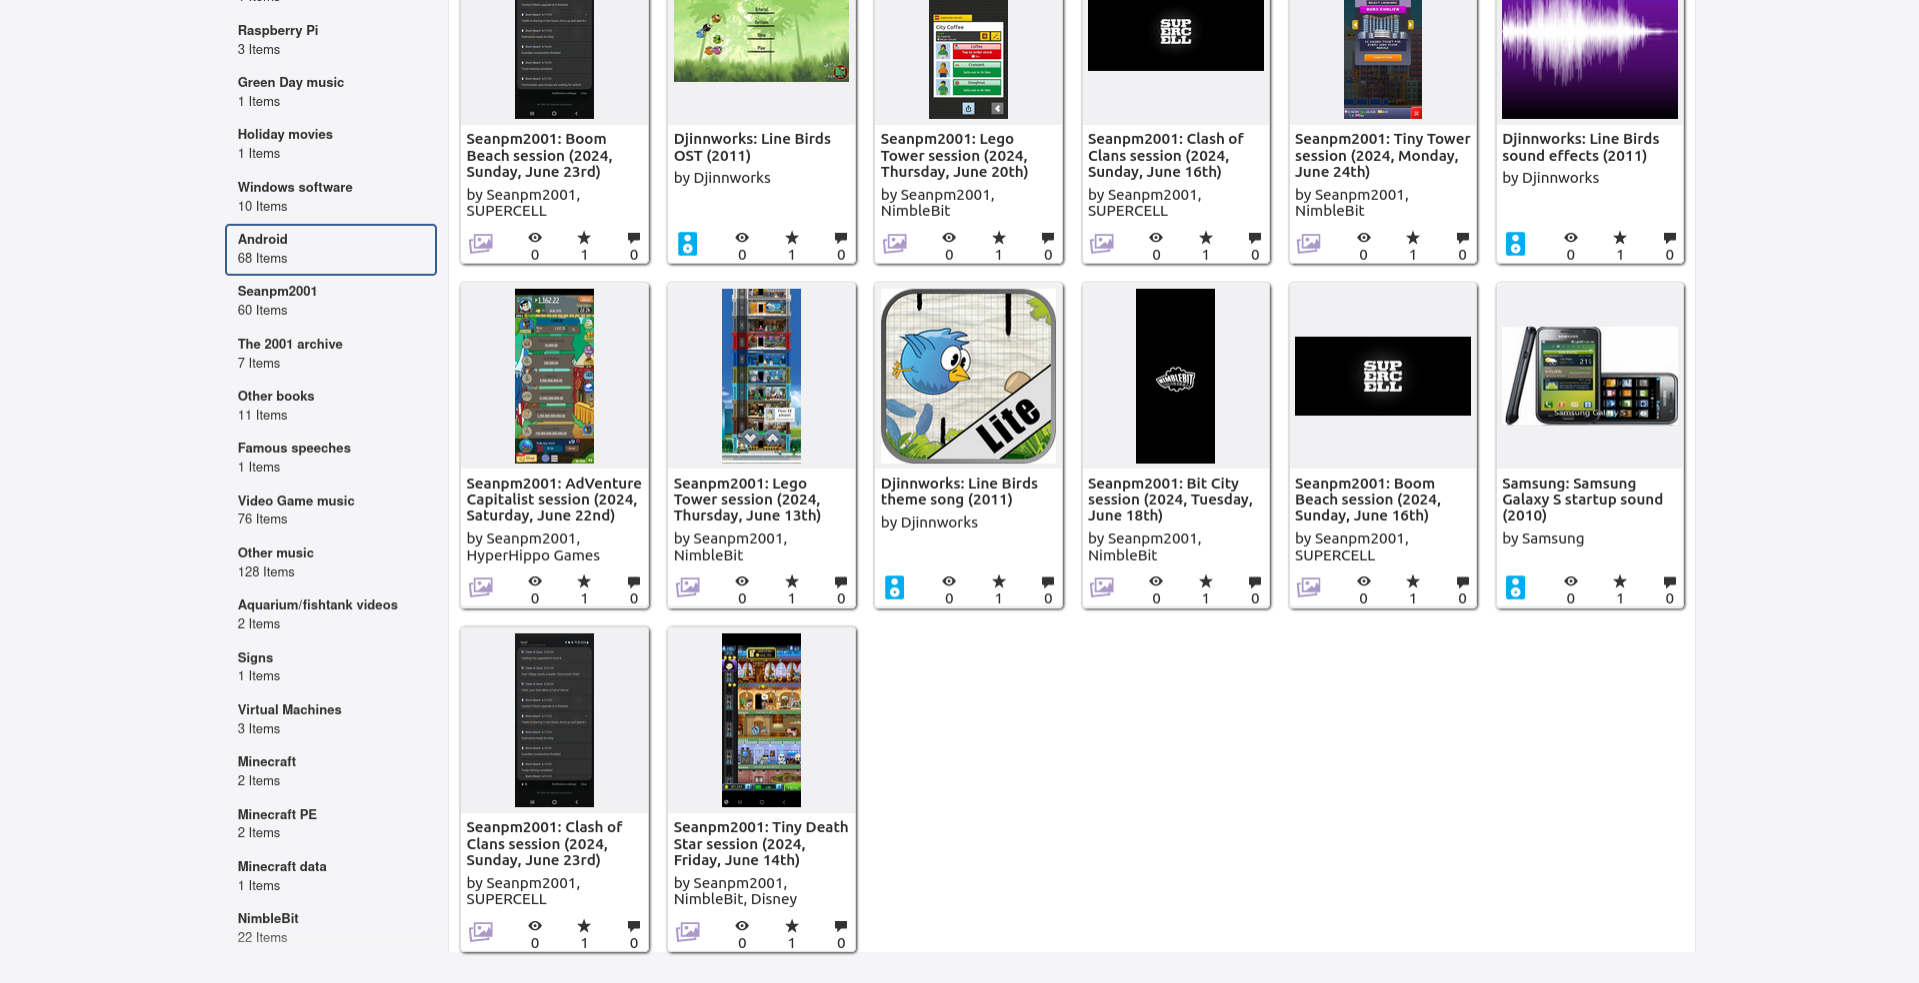 Raspberry Pi
3 Items
Green Day music
1 Items
Holiday movies
1 Items
Windows software
10 Items
Android
68 Items
Seanpm2001
60 Items
The 2001 archive
7 Items
Other books
11 Items
Famous speeches
1 Items
Video Game music
76 Items
Other music
128 Items
Aquarium/fishtank videos
2 Items
Signs
1 Items
Virtual Machines
3 Items
Minecraft
2 Items
Minecraft PE
2 Items
Minecraft data
1 Items
NimbleBit
22 Items
Seanpm2001: Boom
Beach session (2024,
Sunday, June 23rd)
by Seanpm2001,
SUPERCELL
0 1 0
Djinnworks: Line Birds
OST (2011)
by Djinnworks
0 1 0
City Coffee
Seanpm2001: Lego
Tower session (2024,
Thursday, June 20th)
by Seanpm2001,
NimbleBit
0 1 0
SUP
ERC
ELL
Seanpm2001: Clash of
Clans session (2024,
Sunday, June 16th)
by Seanpm2001,
SUPERCELL
0 1 0
Seanpm2001: Tiny Tower
session (2024, Monday,
June 24th)
by Seanpm2001,
NimbleBit
0 1 0
Djinnworks: Line Birds
sound effects (2011)
by Djinnworks
0 1 0
Seanpm2001: AdVenture
Capitalist session (2024,
Saturday, June 22nd)
by Seanpm2001,
HyperHippo Games
0 1 0
Seanpm2001: Lego
Tower session (2024,
Thursday, June 13th)
by Seanpm2001,
NimbleBit
0 1 0
Lite
Djinnworks: Line Birds
theme song (2011)
by Djinnworks
0 1 0
NIMBLEBIT
Seanpm2001: Bit City
session (2024, Tuesday,
June 18th)
by Seanpm2001,
NimbleBit
0 1 0
SUP
ERC
ELL
Seanpm2001: Boom
Beach session (2024,
Sunday, June 16th)
by Seanpm2001,
SUPERCELL
0 1 0
Samsung Galaxy S
Samsung: Samsung
Galaxy S startup sound
(2010)
by Samsung
0 1 0
Seanpm2001: Clash of
Clans session (2024,
Sunday, June 23rd)
by Seanpm2001,
SUPERCELL
0 1 0
Seanpm2001: Tiny Death
Star session (2024,
Friday, June 14th)
by Seanpm2001,
NimbleBit, Disney
0 1 0